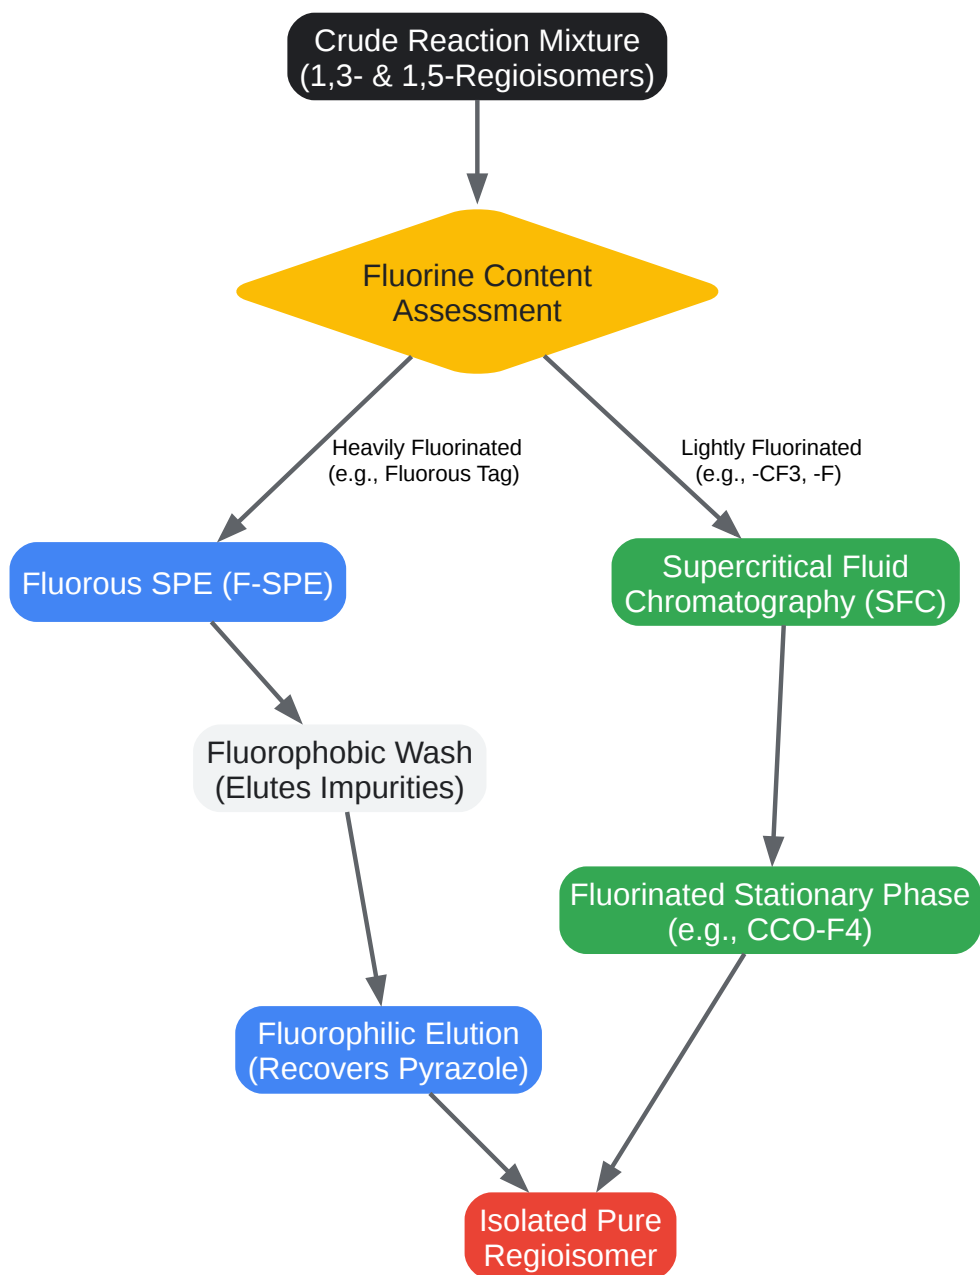 Crude Reaction Mixture
(1,3- & 1,5-Regioisomers)
Fluorine Content
Assessment
Heavily Fluorinated
(e.g., Fluorous Tag)
Lightly Fluorinated
(e.g., -CF3, -F)
Fluorous SPE (F-SPE)
Supercritical Fluid
Chromatography (SFC)
Fluorophobic Wash
(Elutes Impurities)
Fluorinated Stationary Phase
(e.g., CCO-F4)
Fluorophilic Elution
(Recovers Pyrazole)
Isolated Pure
Regioisomer